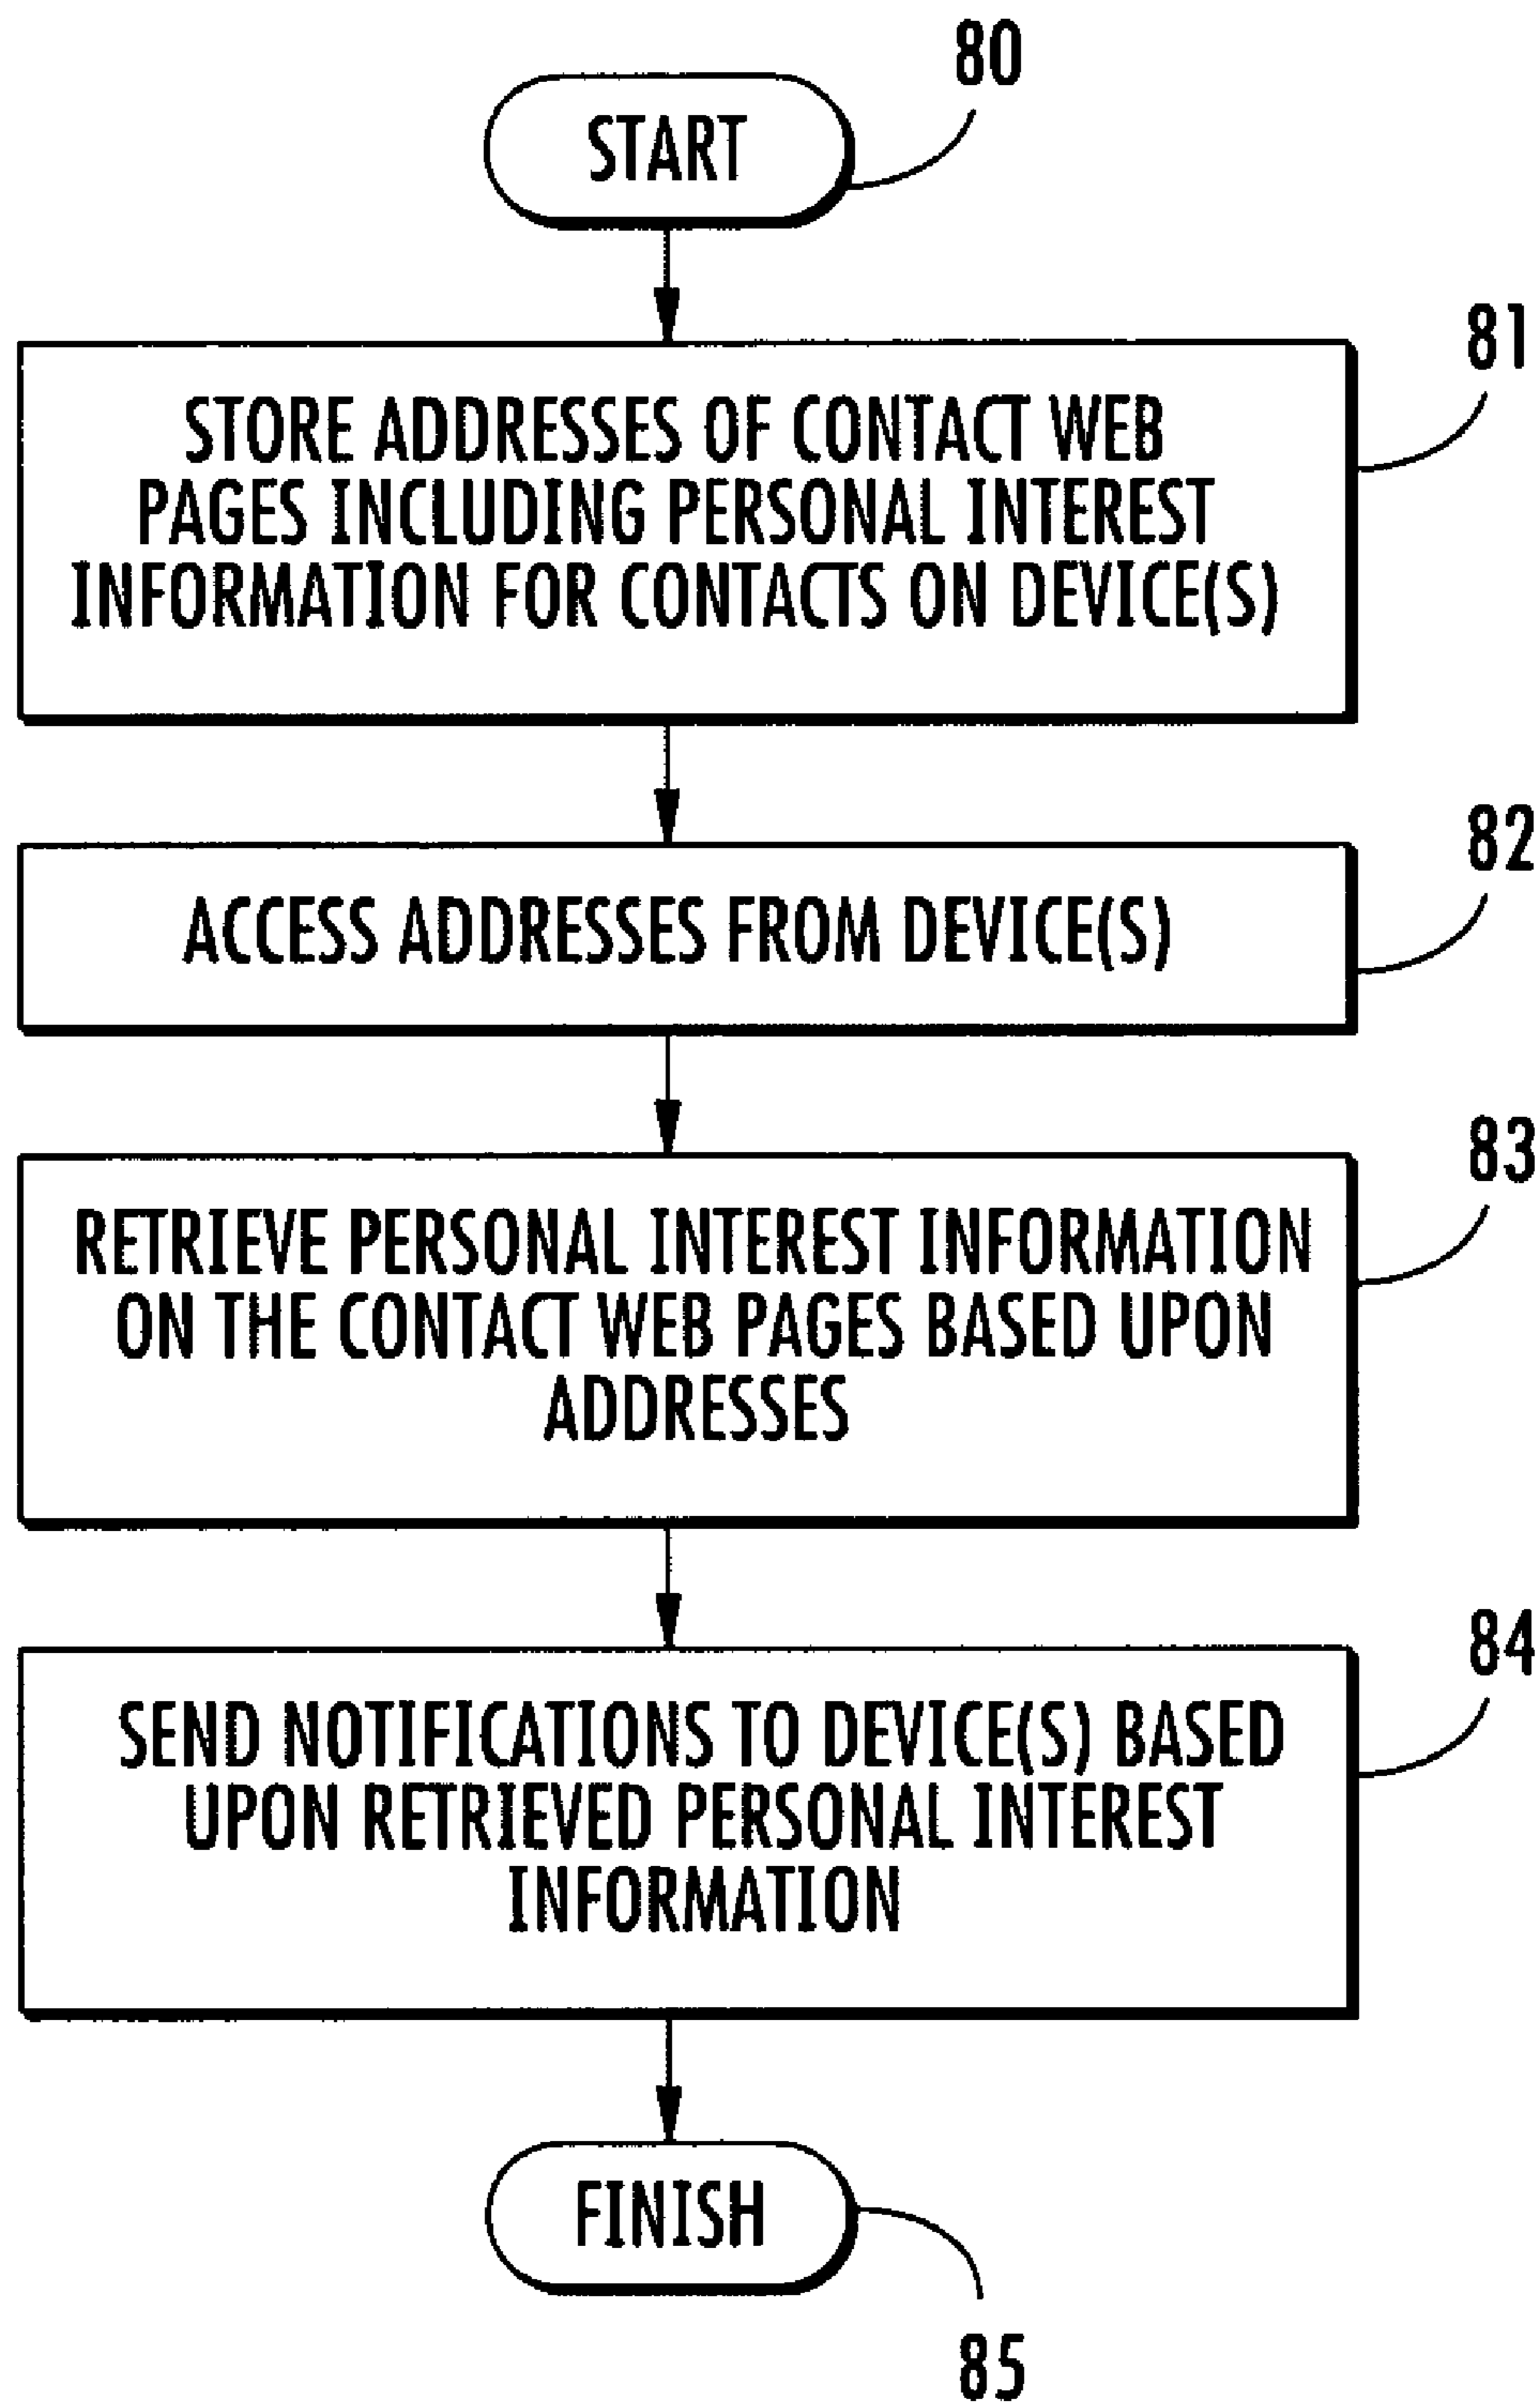 80
START
81
STORE ADDRESSES OF CONTACT WEB
PAGES INCLUDING PERSONAL INTEREST
INFORMATION FOR CONTACTS ON DEVICE(S)
82
ACCESS ADDRESSES FROM DEVICE(S)
83
RETRIEVE PERSONAL INTEREST INFORMATION
ON THE CONTACT WEB PAGES BASED UPON
ADDRESSES
84
SEND NOTIFICATIONS TO DEVICE(S) BASED
UPON RETRIEVED PERSONAL INTEREST
INFORMATION
FINISH
85